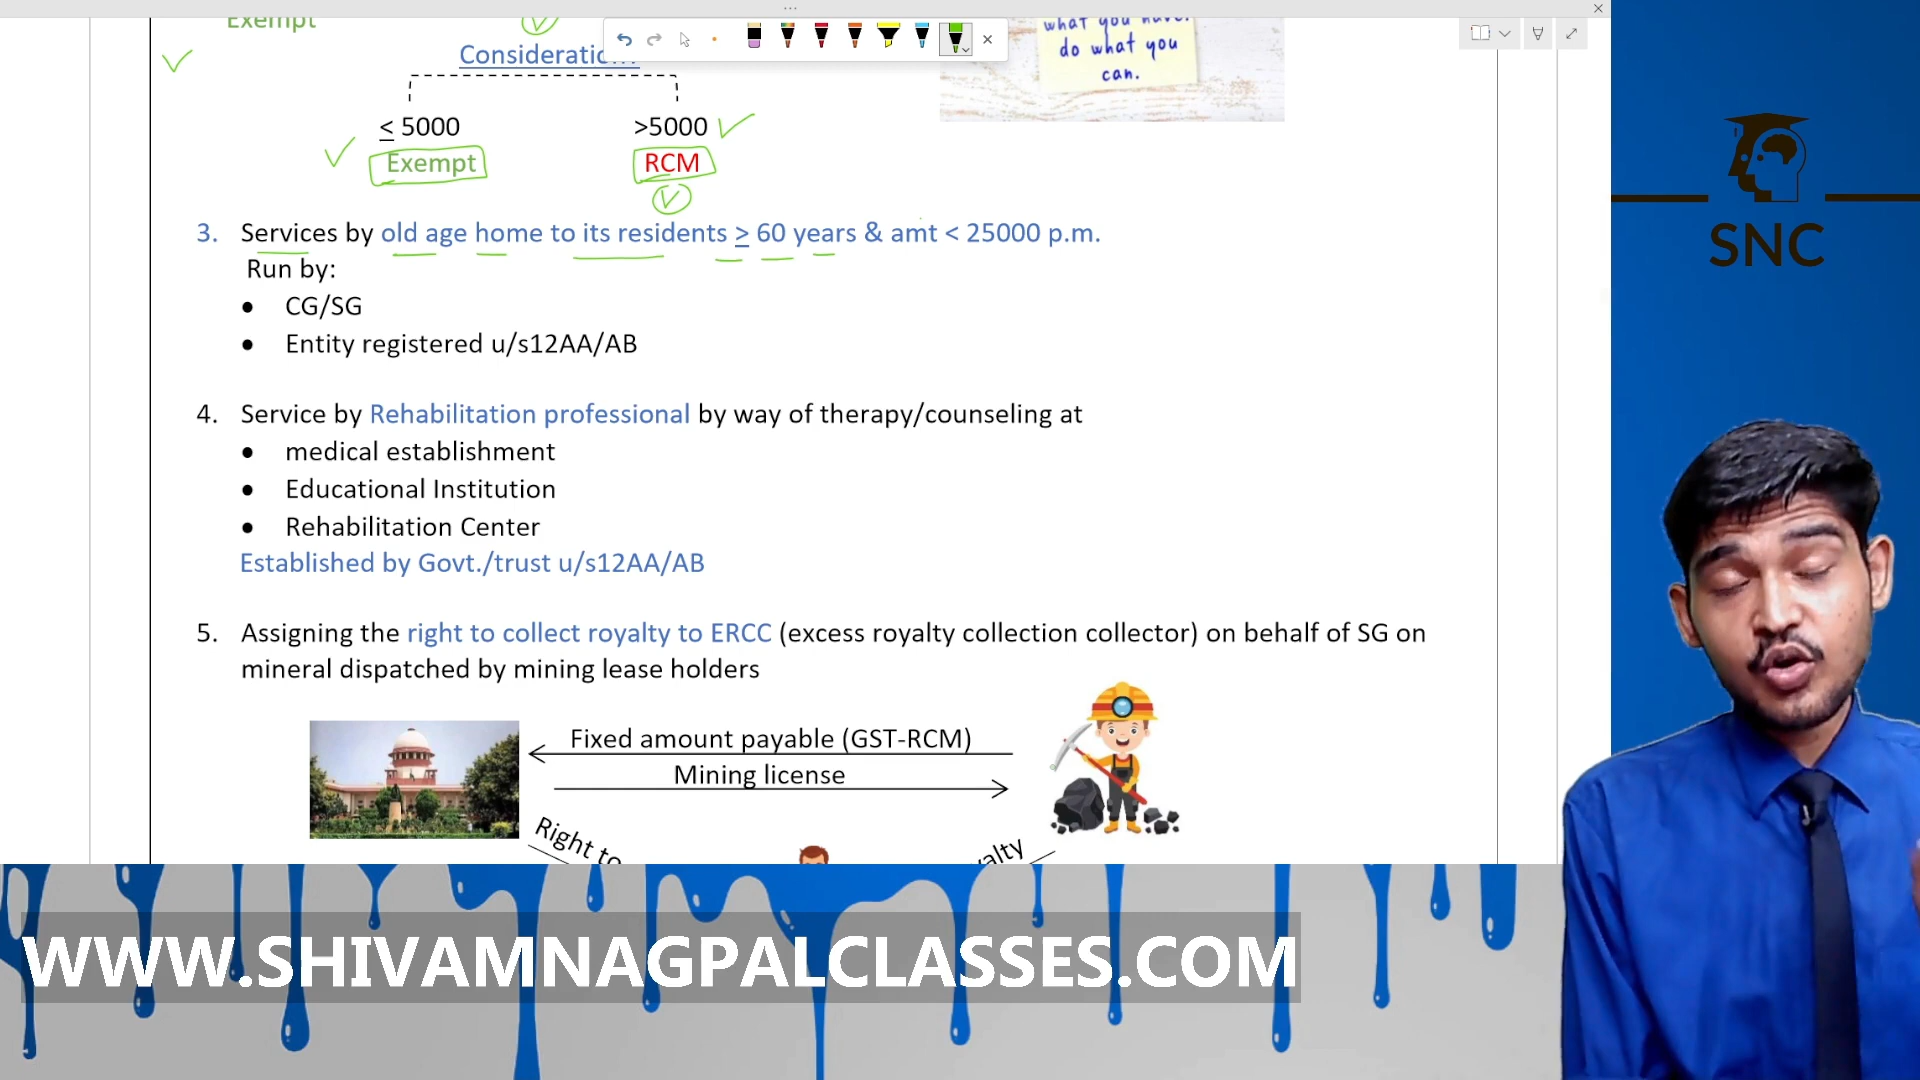 Exempt
what you have.
do what you
can.
Consideration
≤ 5000
>5000
Exempt
RCM
SNC
3. Services by old age home to its residents ≥ 60 years & amt < 25000 p.m.
Run by:
• CG/SG
• Entity registered u/s12AA/AB
4. Service by Rehabilitation professional by way of therapy/counseling at
• medical establishment
• Educational Institution
• Rehabilitation Center
Established by Govt./trust u/s12AA/AB
5. Assigning the right to collect royalty to ERCC (excess royalty collection collector) on behalf of SG on
mineral dispatched by mining lease holders
Fixed amount payable (GST-RCM)
Mining license
Right to
WWW.SHIVAMNAGPALCLASSES.COM